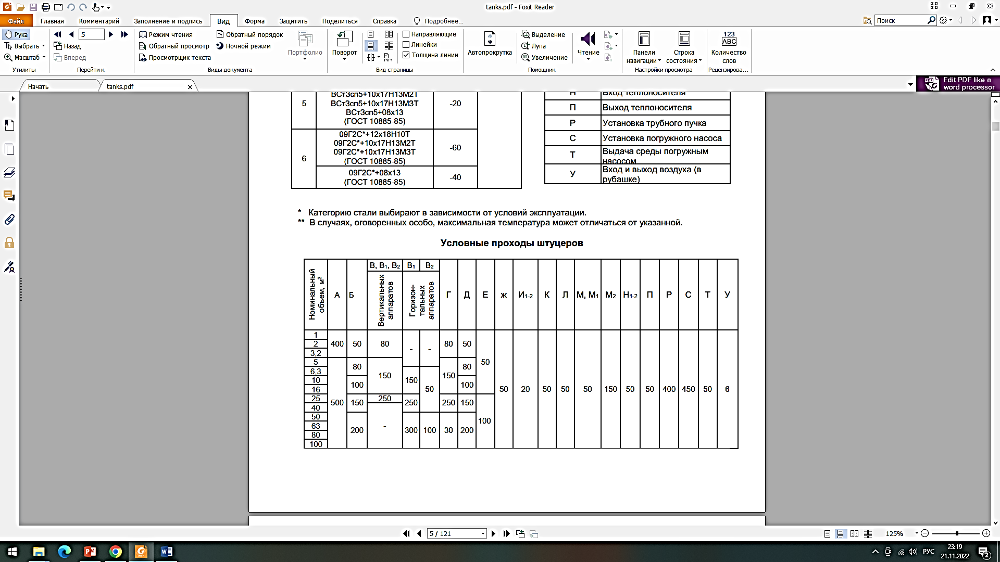 tanks.pdf - Foxit Reader
Файл Главная Комментарий Заполнение и подпись Вид Форма Защитить Поделиться Справка Подробнее... Поиск
Рука 5 Режим чтения Обратный порядок Направляющие Выделение 123 ABC
Выбрать Назад Обратный просмотр Ночной режим Линейки Лупа
Масштаб Вперед Просмотрщик текста Портфолио Поворот Толщина линии Автопрокрутка Увеличение Чтение Панели навигации Строка состояния Количество слов
Утилиты Перейти к Виды документа Вид страницы Помощник Настройки просмотра Рецензирова...
Начать tanks.pdf Edit PDF like a word processor
5
ВСт3сп5+10х17Н13М2Т
ВСт3сп5+10х17Н13М3Т
ВСт3сп5+08х13
(ГОСТ 10885-85)
-20
6
09Г2С*+12х18Н10Т
09Г2С*+10х17Н13М2Т
09Г2С*+10х17Н13М3Т
(ГОСТ 10885-85)
-60
09Г2С*+08х13
(ГОСТ 10885-85)
-40
Н Вход теплоносителя
П Выход теплоносителя
Р Установка трубного пучка
С Установка погружного насоса
Т Выдача среды погружным
насосом
У Вход и выход воздуха (в
рубашке)
* Категорию стали выбирают в зависимости от условий эксплуатации.
** В случаях, оговоренных особо, максимальная температура может отличаться от указанной.
Условные проходы штуцеров
Номинальный объем, м³ А Б В, В1, В2 Вертикальных аппаратов В1 В2 Горизон-тальных аппаратов Г Д Е ж И1-2 К Л М, М1 М2 Н1-2 П Р С Т У
1
2 400 50 80 - - 80 50
3,2
5 80 80 50
6,3 150 150
10 100 150 100
16 50 50 20 50 50 50 150 50 50 400 450 50 6
25 250
40 500 150 250 250 150
50 100
63 200 - 300 100 30 200
80
100
5 / 121 125%
РУС 23:19
21.11.2022 2